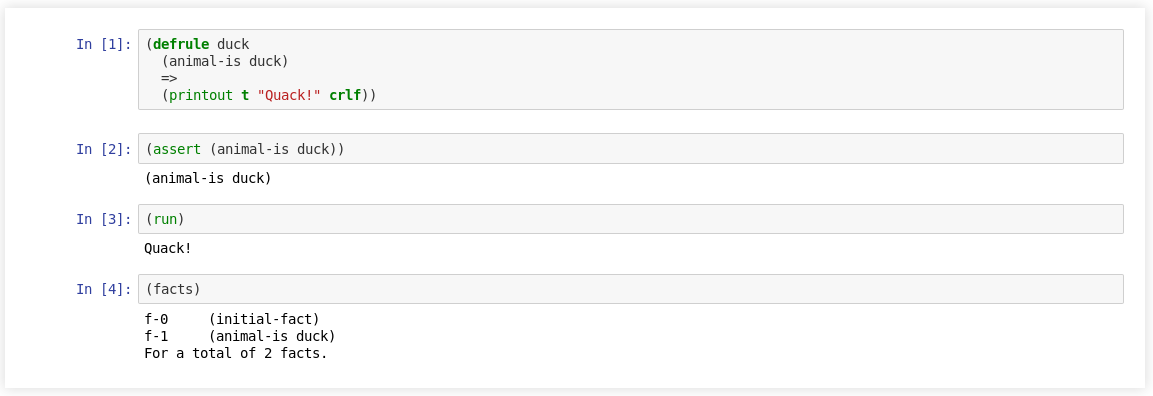 In [1]: (defrule duck
(animal-is duck)
=>
(printout t "Quack!" crlf))
In [2]: (assert (animal-is duck))
(animal-is duck)
In [3]: (run)
Quack!
In [4]: (facts)
f-0     (initial-fact)
f-1     (animal-is duck)
For a total of 2 facts.